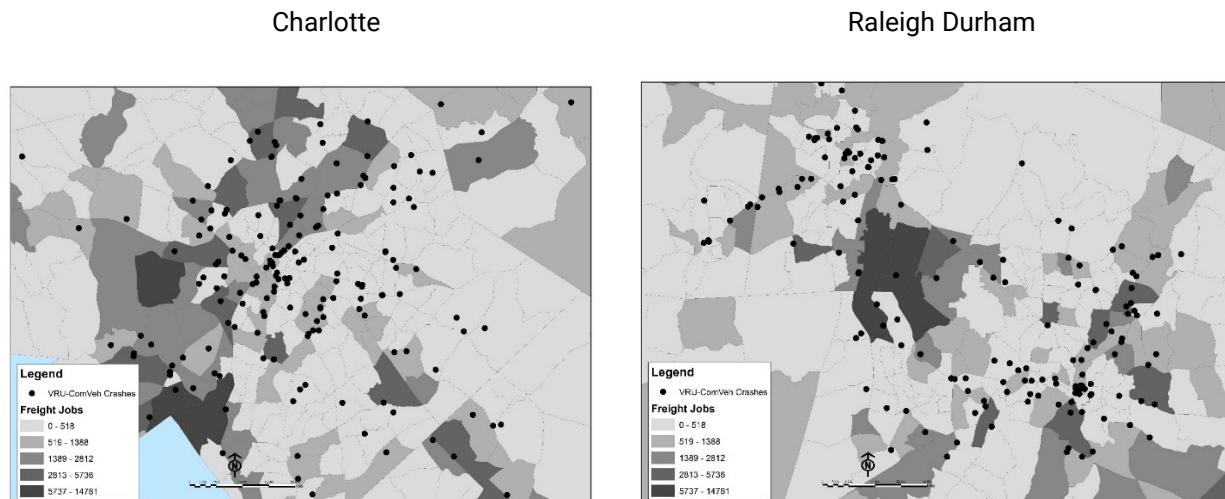 Charlotte
Raleigh Durham
Legend
VRU-ComVeh Crashes
Freight Jobs
0 - 518
519 - 1388
1389 - 2812
2813 - 5736
5737 - 14781
N
Legend
VRU-ComVeh Crashes
Freight Jobs
0 - 518
519 - 1388
1389 - 2812
2813 - 5736
5737 - 14781
N